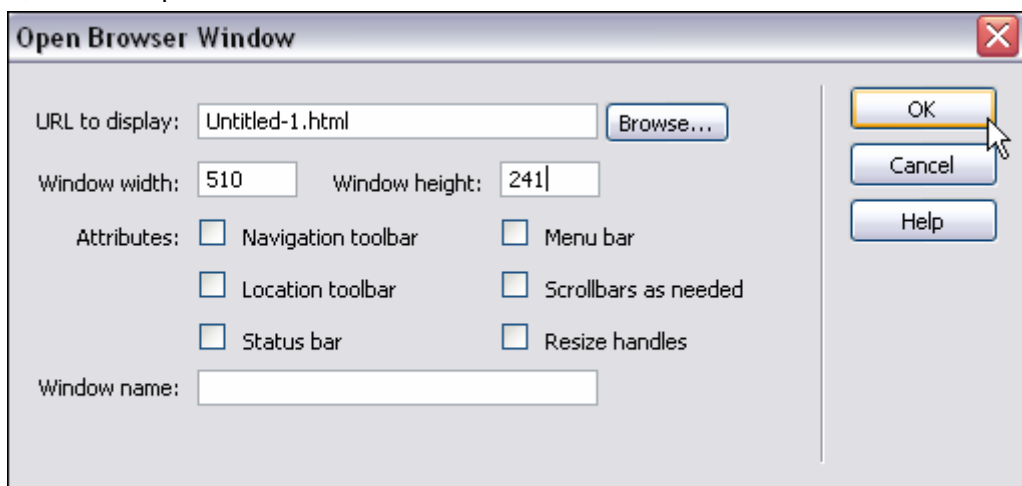 Open Browser Window
URL to display: Untitled-1.html Browse... OK
Window width: 510 Window height: 241 Cancel
Attributes: Navigation toolbar Menu bar Help
Location toolbar Scrollbars as needed
Status bar Resize handles
Window name: